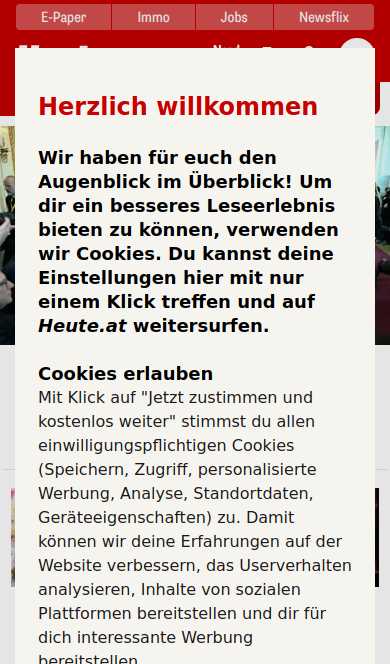 E-Paper
Immo
Jobs
Newsflix
Herzlich willkommen
Wir haben für euch den
Augenblick im Überblick! Um
dir ein besseres Leseerlebnis
bieten zu können, verwenden
wir Cookies. Du kannst deine
Einstellungen hier mit nur
einem Klick treffen und auf
Heute.at weitersurfen.
Cookies erlauben
Mit Klick auf "Jetzt zustimmen und
kostenlos weiter" stimmst du allen
einwilligungspflichtigen Cookies
(Speichern, Zugriff, personalisierte
Werbung, Analyse, Standortdaten,
Geräteeigenschaften) zu. Damit
können wir deine Erfahrungen auf der
Website verbessern, das Userverhalten
analysieren, Inhalte von sozialen
Plattformen bereitstellen und dir für
dich interessante Werbung
bereitstellen